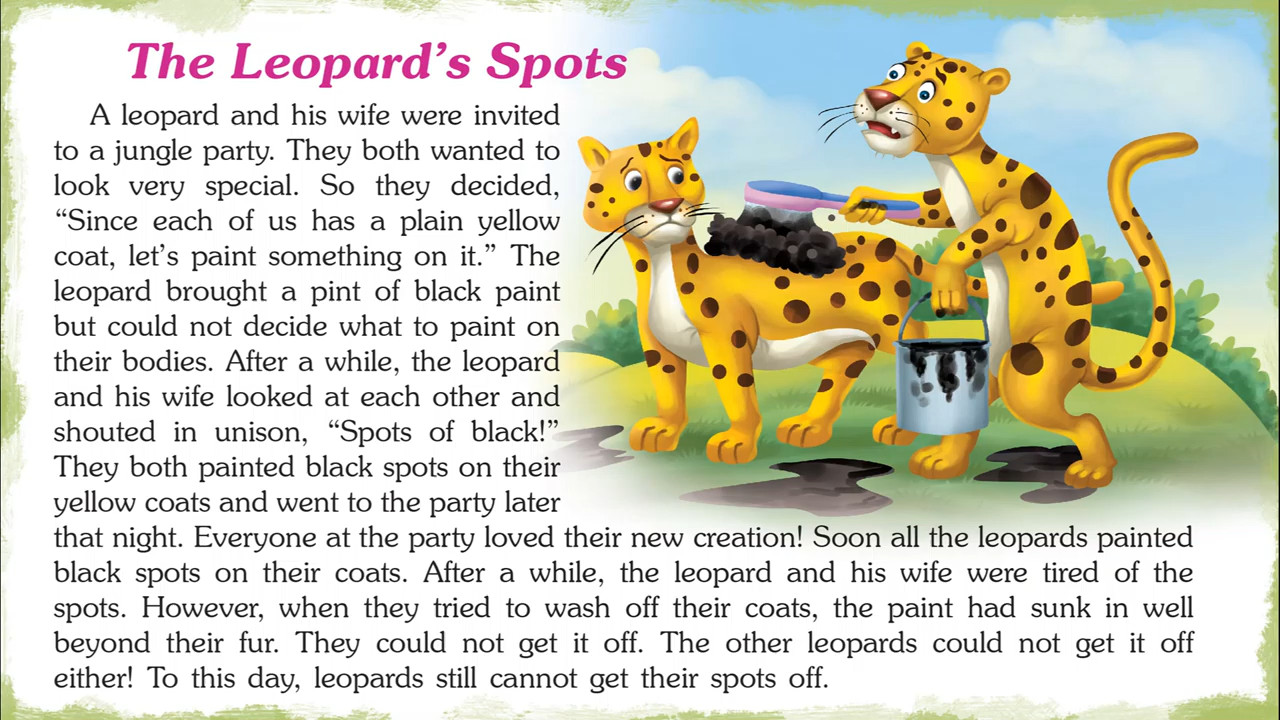 The Leopard’s Spots
A leopard and his wife were invited
to a jungle party. They both wanted to
look very special. So they decided,
“Since each of us has a plain yellow
coat, let’s paint something on it.” The
leopard brought a pint of black paint
but could not decide what to paint on
their bodies. After a while, the leopard
and his wife looked at each other and
shouted in unison, “Spots of black!”
They both painted black spots on their
yellow coats and went to the party later
that night. Everyone at the party loved their new creation! Soon all the leopards painted
black spots on their coats. After a while, the leopard and his wife were tired of the
spots. However, when they tried to wash off their coats, the paint had sunk in well
beyond their fur. They could not get it off. The other leopards could not get it off
either! To this day, leopards still cannot get their spots off.